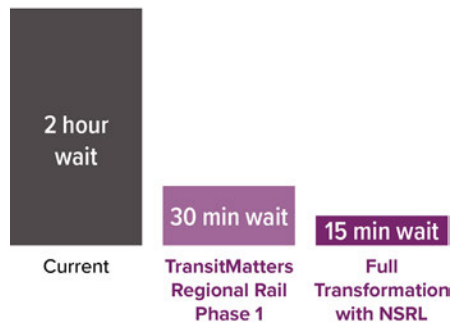 2 hour
wait
30 min wait
15 min wait
Current
TransitMatters
Regional Rail
Phase 1
Full
Transformation
with NSRL